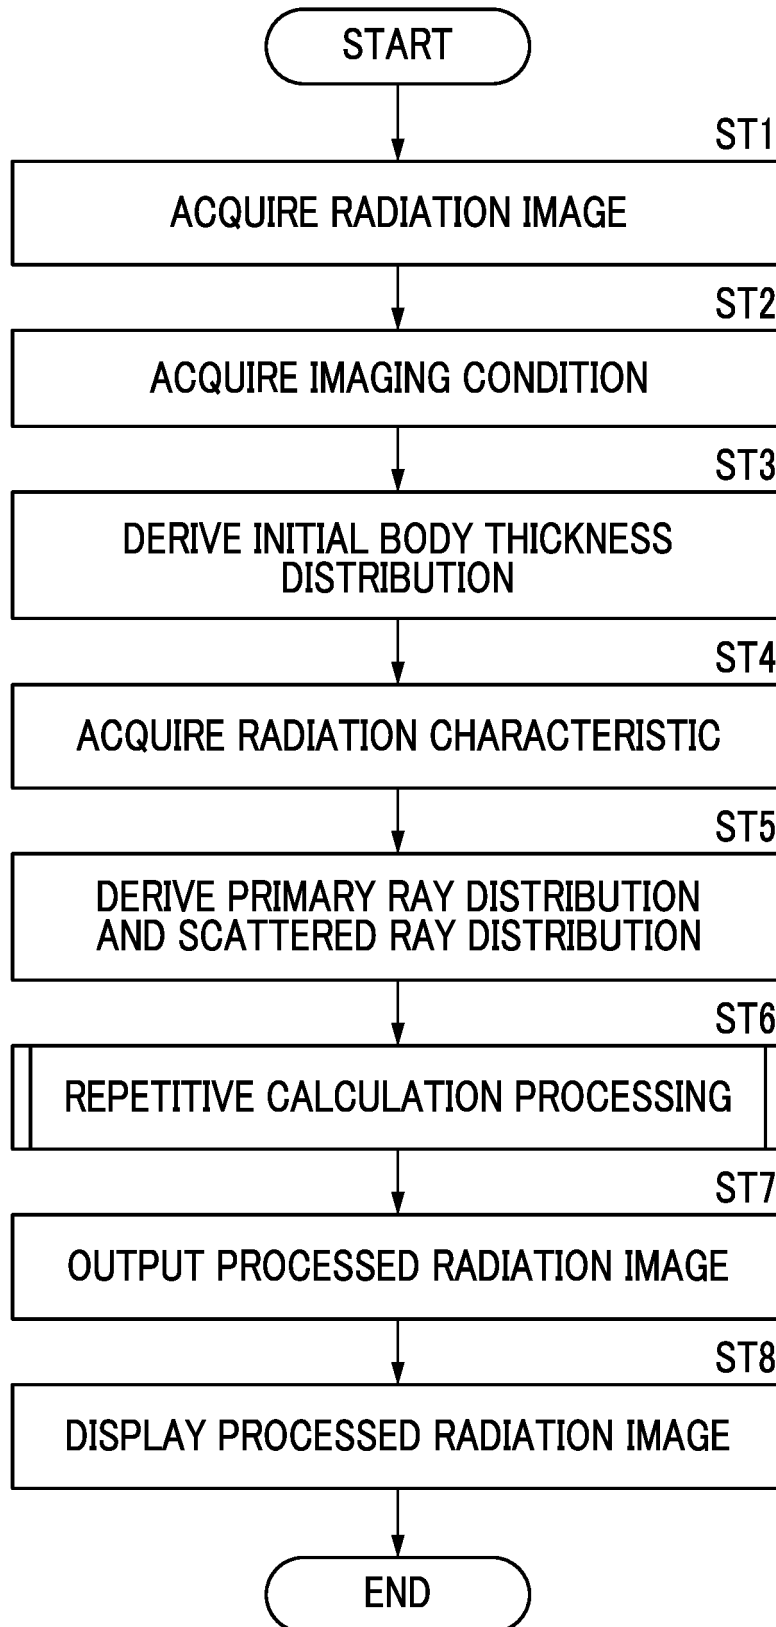 START
ST1
ACQUIRE RADIATION IMAGE
ST2
ACQUIRE IMAGING CONDITION
ST3
DERIVE INITIAL BODY THICKNESS
DISTRIBUTION
ST4
ACQUIRE RADIATION CHARACTERISTIC
ST5
DERIVE PRIMARY RAY DISTRIBUTION
AND SCATTERED RAY DISTRIBUTION
ST6
REPETITIVE CALCULATION PROCESSING
ST7
OUTPUT PROCESSED RADIATION IMAGE
ST8
DISPLAY PROCESSED RADIATION IMAGE
END